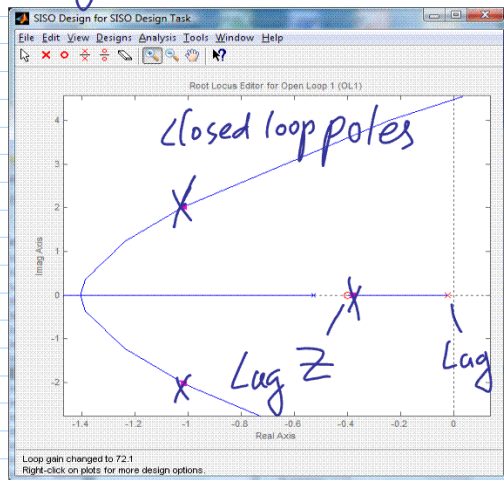 SISO Design for SISO Design Task
File Edit View Designs Analysis Tools Window Help
Root Locus Editor for Open Loop 1 (OL1)
closed loop poles
4
3
2
1
0
-1
-2
Imag Axis
Lag Z
Lag
-1.4 -1.2 -1 -0.8 -0.6 -0.4 -0.2 0
Real Axis
Loop gain changed to 72.1
Right-click on plots for more design options.